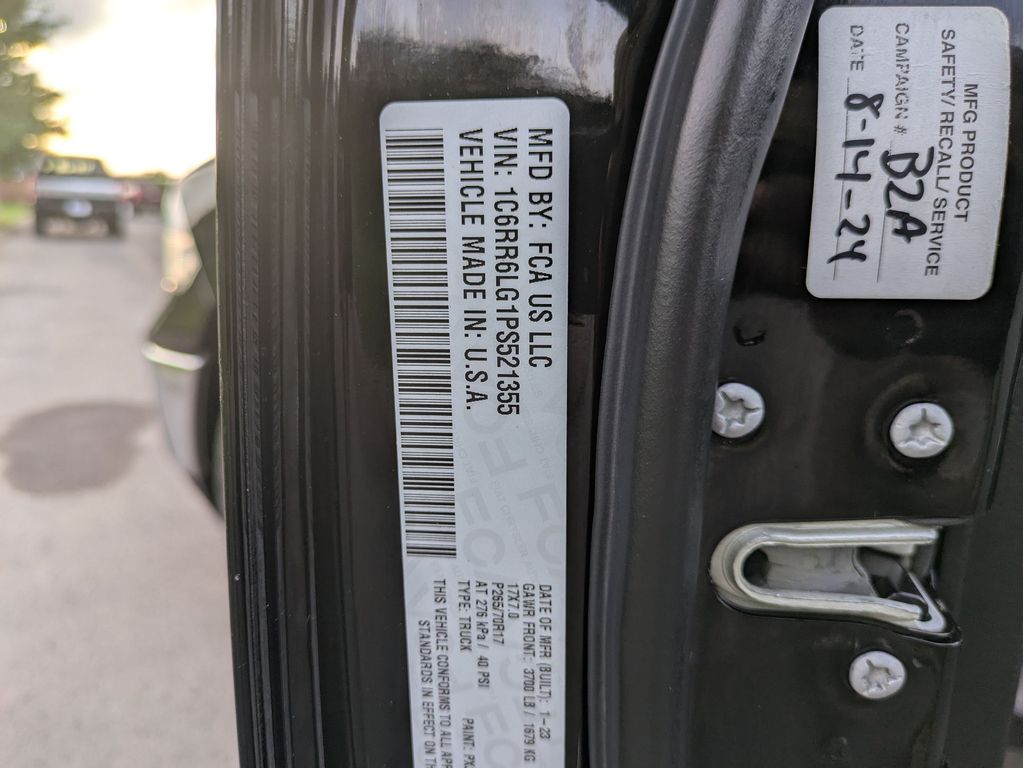 MFD BY: FCA US LLC
VIN: 1C6RR6LG1PS521355
VEHICLE MADE IN: U.S.A.
DATE OF MFR (BUILT): 1-23
GAWR FRONT: 3700 LB / 1679 KG
17X7.0
P265/70R17
AT 276 kPa / 40 PSI
TYPE: TRUCK PAINT:
THIS VEHICLE CONFORMS TO ALL
STANDARDS IN EFFECT ON
MFG PRODUCT
SAFETY/RECALL/SERVICE
CAMPAIGN # B2A
DATE 8-14-24